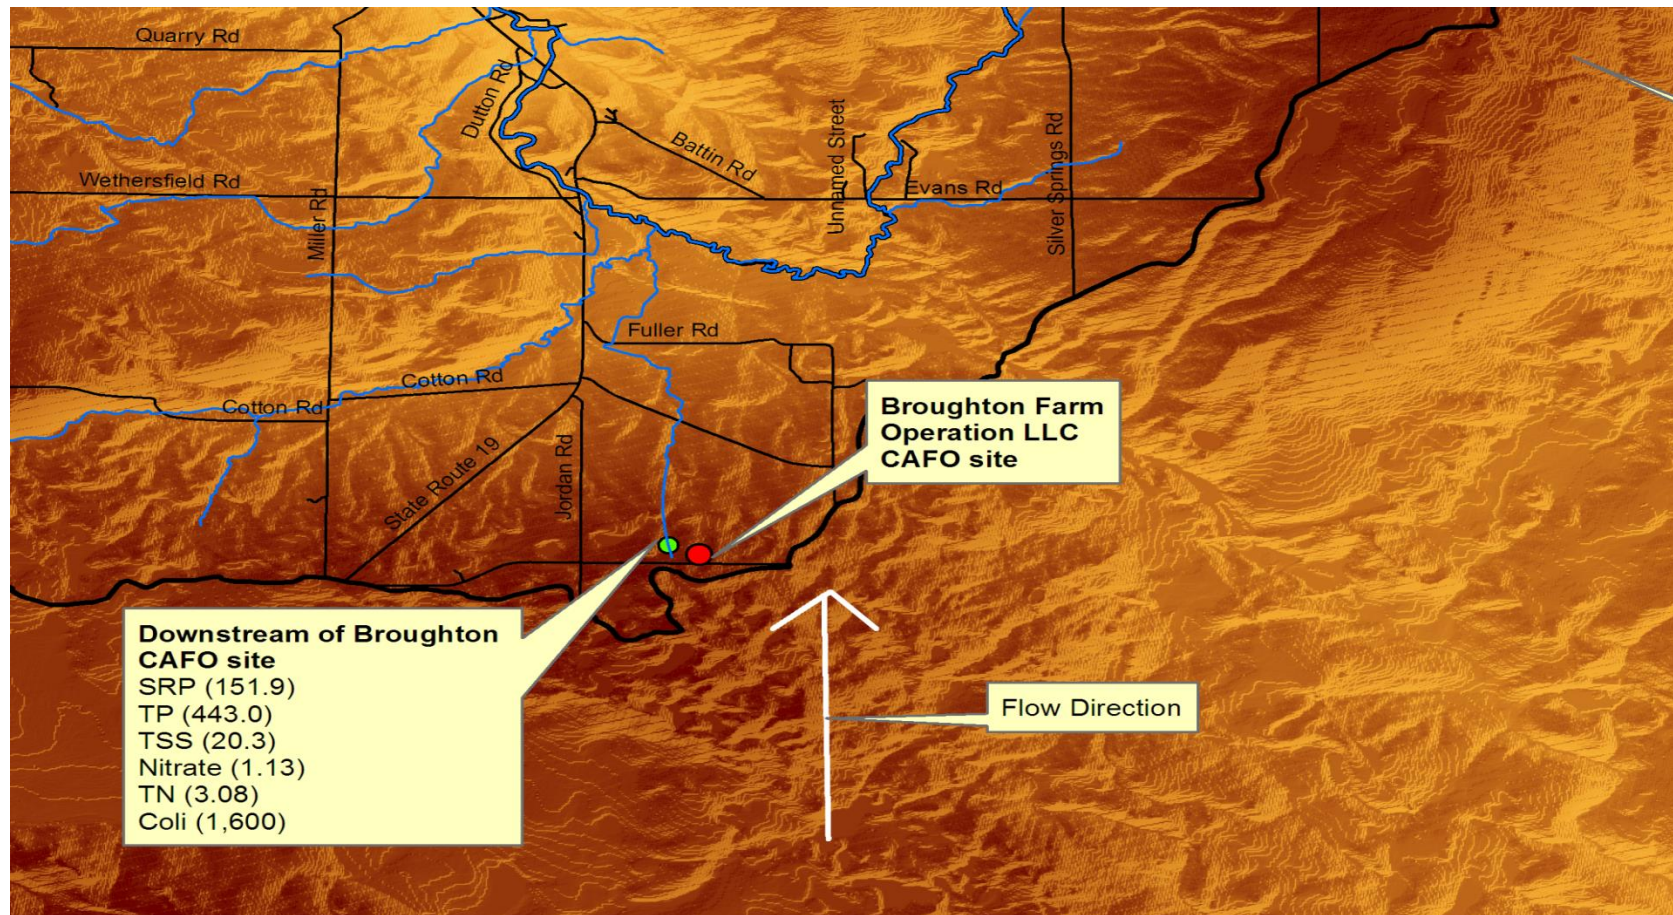 Quarry Rd
Dutton Rd
Battin Rd
Unnamed Street
Wethersfield Rd
Evans Rd
Miller Rd
Silver Springs Rd
Fuller Rd
Cotton Rd
Cotton Rd
State Route 19
Jordan Rd
Broughton Farm
Operation LLC
CAFO site
Downstream of Broughton
CAFO site
SRP (151.9)
TP (443.0)
TSS (20.3)
Nitrate (1.13)
TN (3.08)
Coli (1,600)
Flow Direction